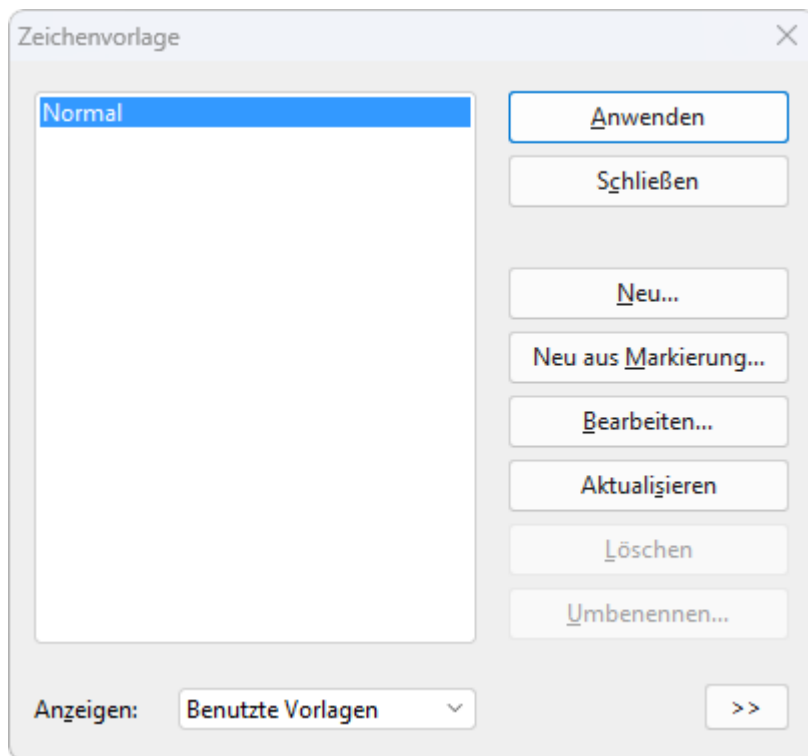 Zeichenvorlage
Normal
Anwenden
Schließen
Neu...
Neu aus Markierung...
Bearbeiten...
Aktualisieren
Löschen
Umbenennen...
Anzeigen:
Benutzte Vorlagen
>>